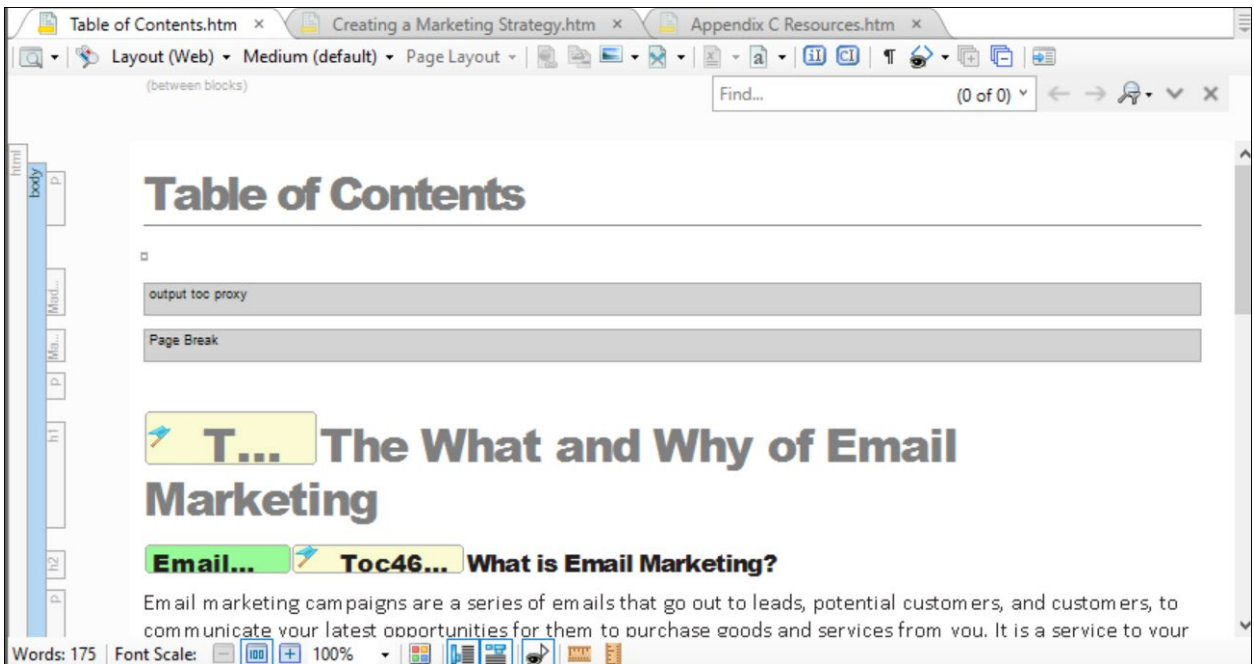 Table of Contents.htm × Creating a Marketing Strategy.htm × Appendix C Resources.htm ×
Layout (Web) Medium (default) Page Layout
(between blocks)
Find... (0 of 0)
html
body
p
Table of Contents
Mad...
output toc proxy
Ma...
Page Break
p
h1
T... The What and Why of Email
Marketing
h2
Email... Toc46... What is Email Marketing?
p
Email marketing campaigns are a series of emails that go out to leads, potential customers, and customers, to
communicate your latest opportunities for them to purchase goods and services from you. It is a service to your
Words: 175 Font Scale: 100 100%